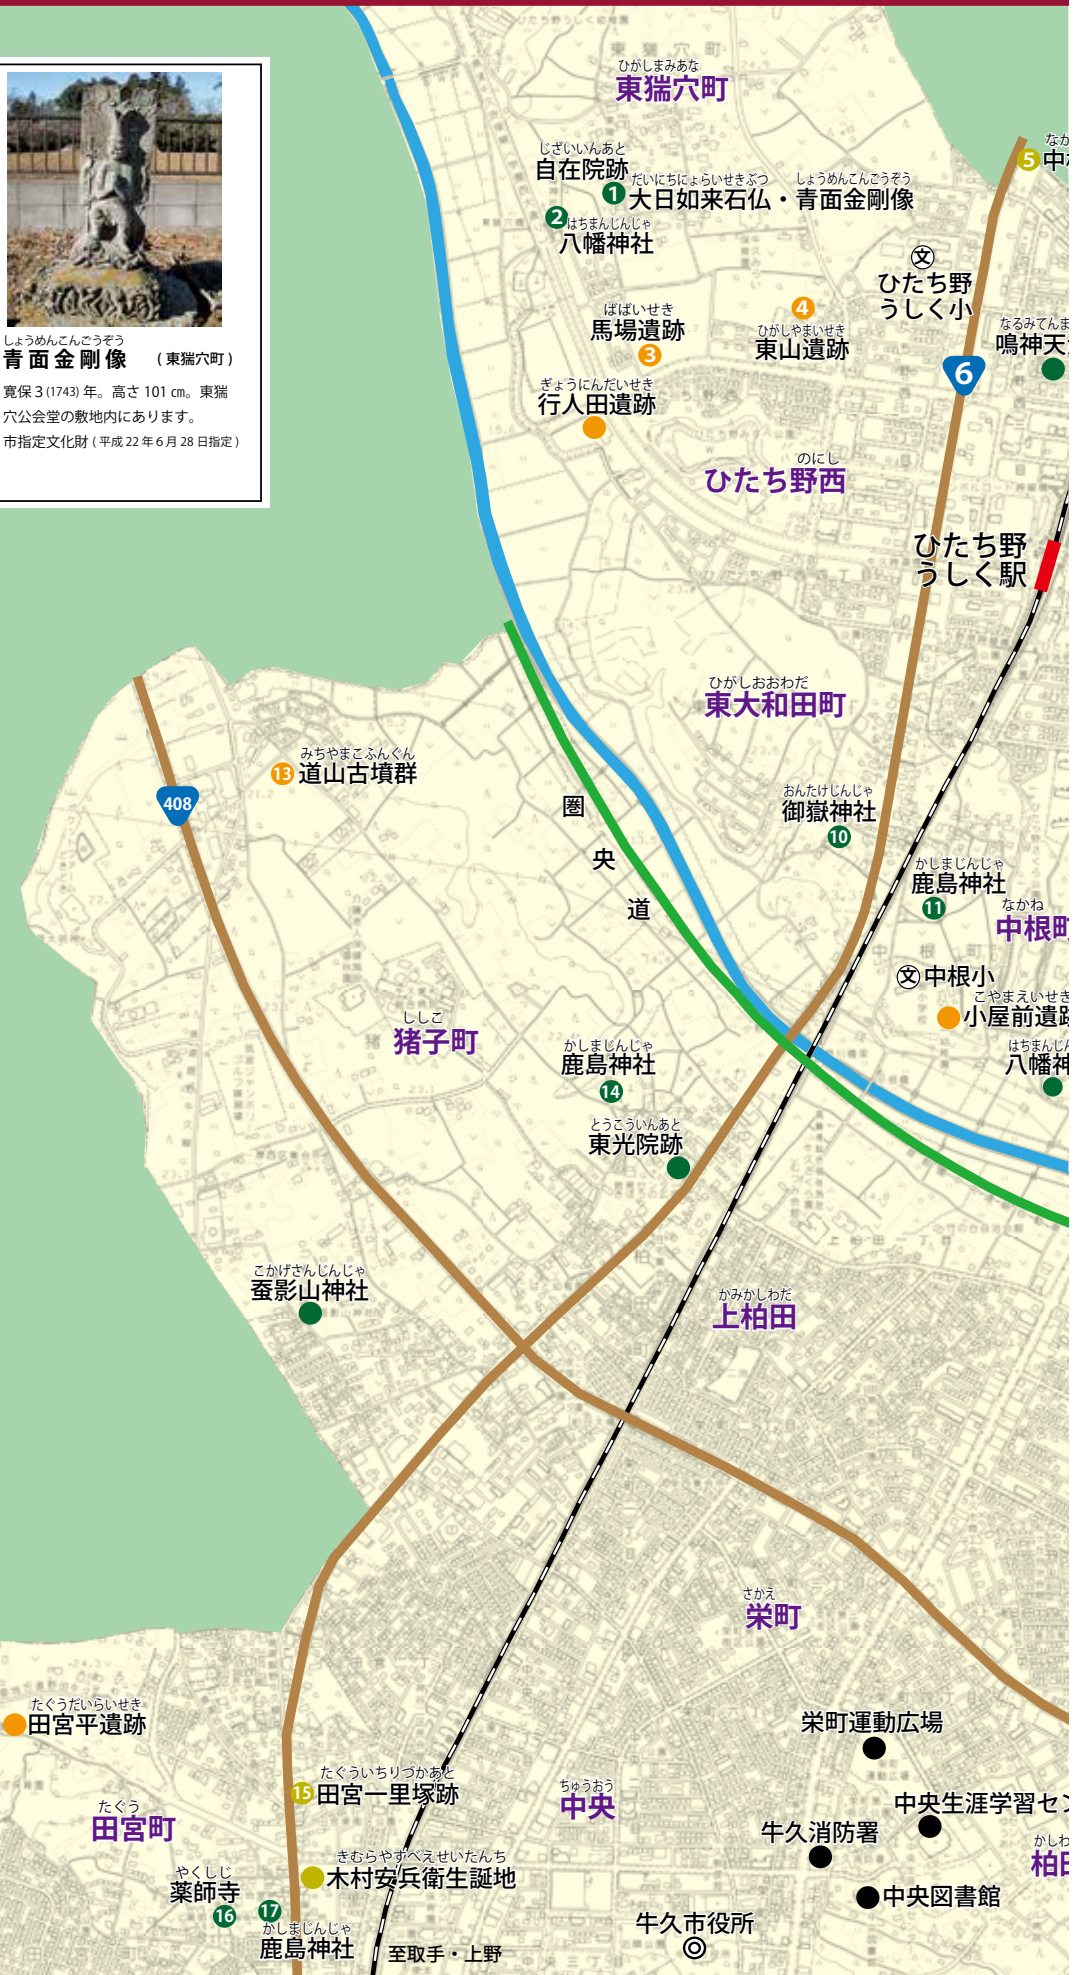 ひがしまみあな
東猯穴町
じざいいんあと
自在院跡
1
だいにちにょらいせきぶつ しょうめんこんごうぞう
大日如来石仏・青面金剛像
2
はちまんじんじゃ
八幡神社
5
文
ひたち野
うしく小
しょうめんこんごうぞう
青面金剛像 (東猯穴町)
寛保3(1743)年。高さ101㎝。東猯
穴公会堂の敷地内にあります。
市指定文化財(平成22年6月28日指定)
ばばいせき
馬場遺跡
3
4
ひがしやまいせき
東山遺跡
6
ぎょうにんだいせき
行人田遺跡
のにし
ひたち野西
ひたち野
うしく駅
ひがしおおわだ
東大和田町
みちやまこふんぐん
13 道山古墳群
408
圏
央
道
おんたけじんじゃ
御嶽神社
10
かしまじんじゃ
鹿島神社
11
なかね
中根町
文 中根小
こやまえいせき
小屋前遺跡
ししこ
猪子町
かしまじんじゃ
鹿島神社
14
とうこういんあと
東光院跡
こかげさんじんじゃ
蚕影山神社
かみかしわだ
上柏田
さかえ
栄町
たぐうだいらいせき
田宮平遺跡
栄町運動広場
たぐういちりづかあと
15 田宮一里塚跡
ちゅうおう
中央
たぐう
田宮町
牛久消防署
きむらやすべえせいたんち
木村安兵衛生誕地
やくしじ
薬師寺
16
17
かしまじんじゃ
鹿島神社
中央図書館
牛久市役所
至取手・上野